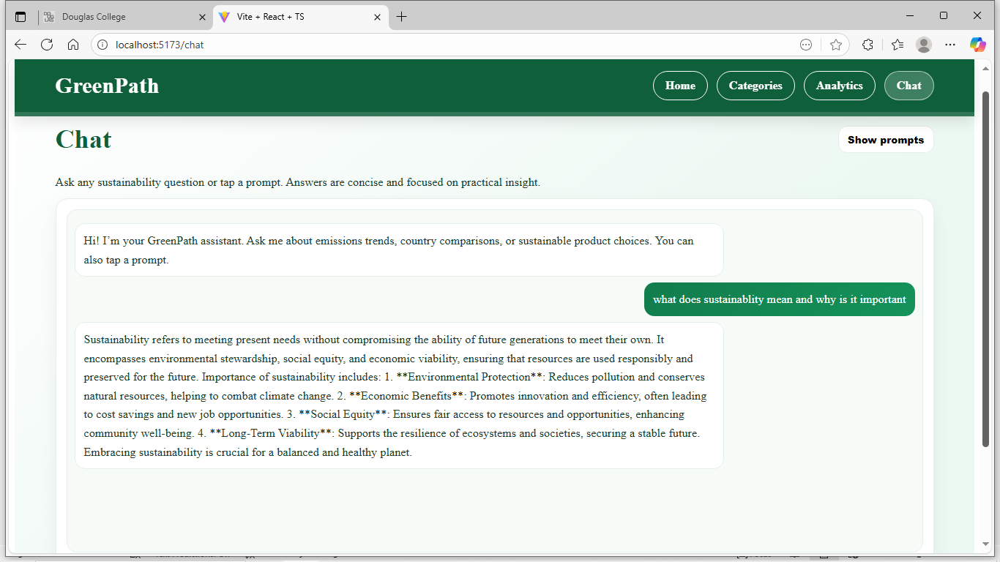 Douglas College
Vite + React + TS
localhost:5173/chat
GreenPath
Home
Categories
Analytics
Chat
Chat
Show prompts
Ask any sustainability question or tap a prompt. Answers are concise and focused on practical insight.
Hi! I’m your GreenPath assistant. Ask me about emissions trends, country comparisons, or sustainable product choices. You can
also tap a prompt.
what does sustainablity mean and why is it important
Sustainability refers to meeting present needs without compromising the ability of future generations to meet their own. It
encompasses environmental stewardship, social equity, and economic viability, ensuring that resources are used responsibly and
preserved for the future. Importance of sustainability includes: 1. **Environmental Protection**: Reduces pollution and conserves
natural resources, helping to combat climate change. 2. **Economic Benefits**: Promotes innovation and efficiency, often leading
to cost savings and new job opportunities. 3. **Social Equity**: Ensures fair access to resources and opportunities, enhancing
community well-being. 4. **Long-Term Viability**: Supports the resilience of ecosystems and societies, securing a stable future.
Embracing sustainability is crucial for a balanced and healthy planet.